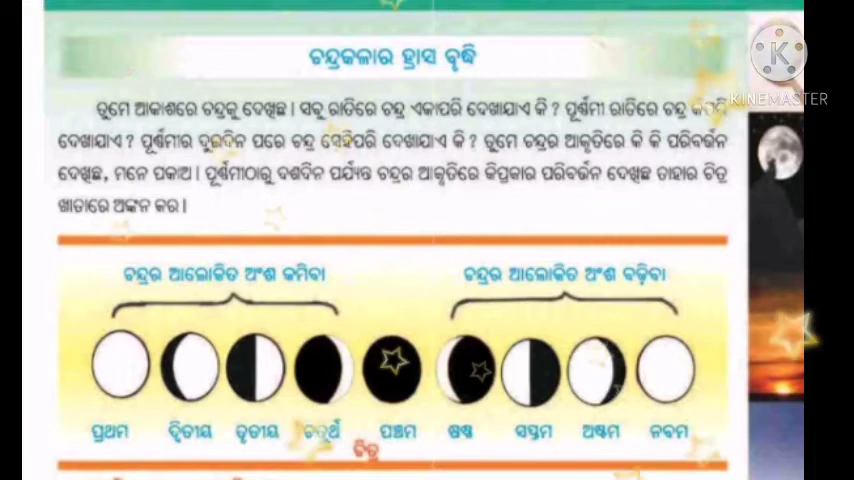 ଚନ୍ଦ୍ରକଳାର ହ୍ରାସ ବୃଦ୍ଧି
KINEMASTER
ତୁମେ ଆକାଶରେ ଚନ୍ଦ୍ରକୁ ଦେଖିଛ । ସବୁ ରାତିରେ ଚନ୍ଦ୍ର ଏକାପରି ଦେଖାଯାଏ କି ? ପୂର୍ଣ୍ଣମୀ ରାତିରେ ଚନ୍ଦ୍ର
ଦେଖାଯାଏ ? ପୂର୍ଣ୍ଣମୀର ଦୁଇଦିନ ପରେ ଚନ୍ଦ୍ର ସେହିପରି ଦେଖାଯାଏ କି ? ତୁମେ ଚନ୍ଦ୍ରର ଆକୃତିରେ କି କି ପରିବର୍ତ୍ତନ
ଦେଖିଛ, ମନେ ପକାଅ । ପୂର୍ଣ୍ଣମୀଠାରୁ ଦଶଦିନ ପର୍ଯ୍ୟନ୍ତ ଚନ୍ଦ୍ରର ଆକୃତିରେ କିପ୍ରକାର ପରିବର୍ତ୍ତନ ଦେଖିଛ ତାହାର ଚିତ୍ର
ଖାତାରେ ଅଙ୍କନ କର ।
ଚନ୍ଦ୍ରର ଆଲୋକିତ ଅଂଶ କମିବା
ଚନ୍ଦ୍ରର ଆଲୋକିତ ଅଂଶ ବଢ଼ିବା
ପ୍ରଥମ ଦ୍ୱିତୀୟ ତୃତୀୟ ଚତୁର୍ଥ ପଞ୍ଚମ ଷଷ୍ଠ ସପ୍ତମ ଅଷ୍ଟମ ନବମ
ଚିତ୍ର